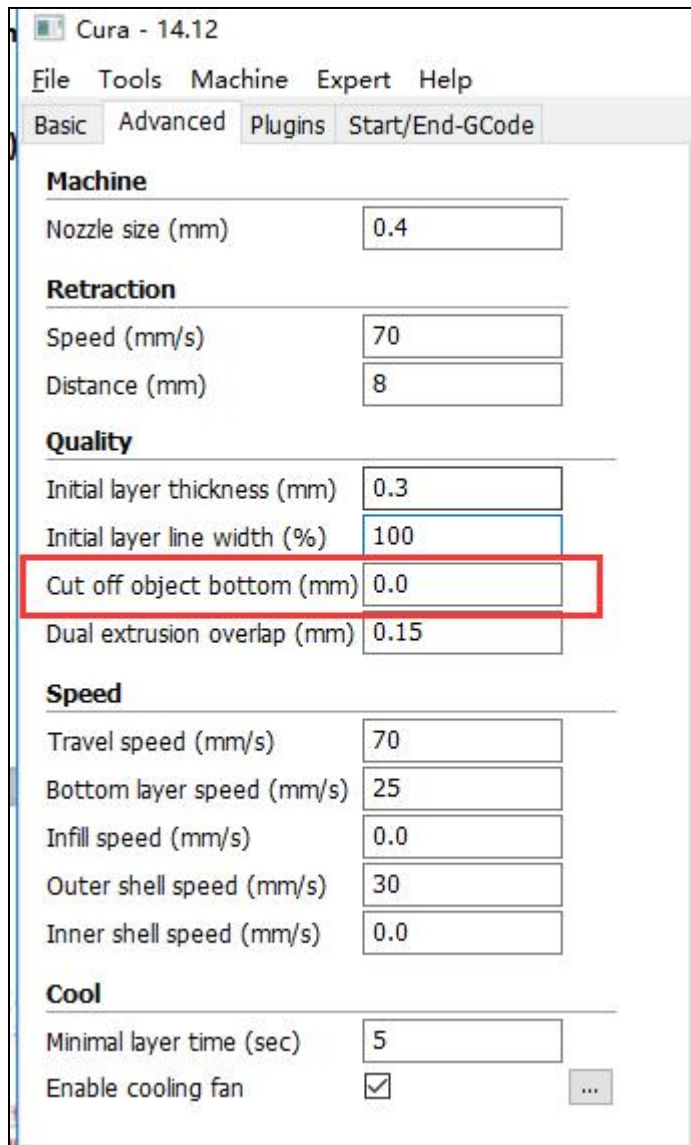 Cura - 14.12
File Tools Machine Expert Help
Basic Advanced Plugins Start/End-GCode
Machine
Nozzle size (mm) 0.4
Retraction
Speed (mm/s) 70
Distance (mm) 8
Quality
Initial layer thickness (mm) 0.3
Initial layer line width (%) 100
Cut off object bottom (mm) 0.0
Dual extrusion overlap (mm) 0.15
Speed
Travel speed (mm/s) 70
Bottom layer speed (mm/s) 25
Infill speed (mm/s) 0.0
Outer shell speed (mm/s) 30
Inner shell speed (mm/s) 0.0
Cool
Minimal layer time (sec) 5
Enable cooling fan ...